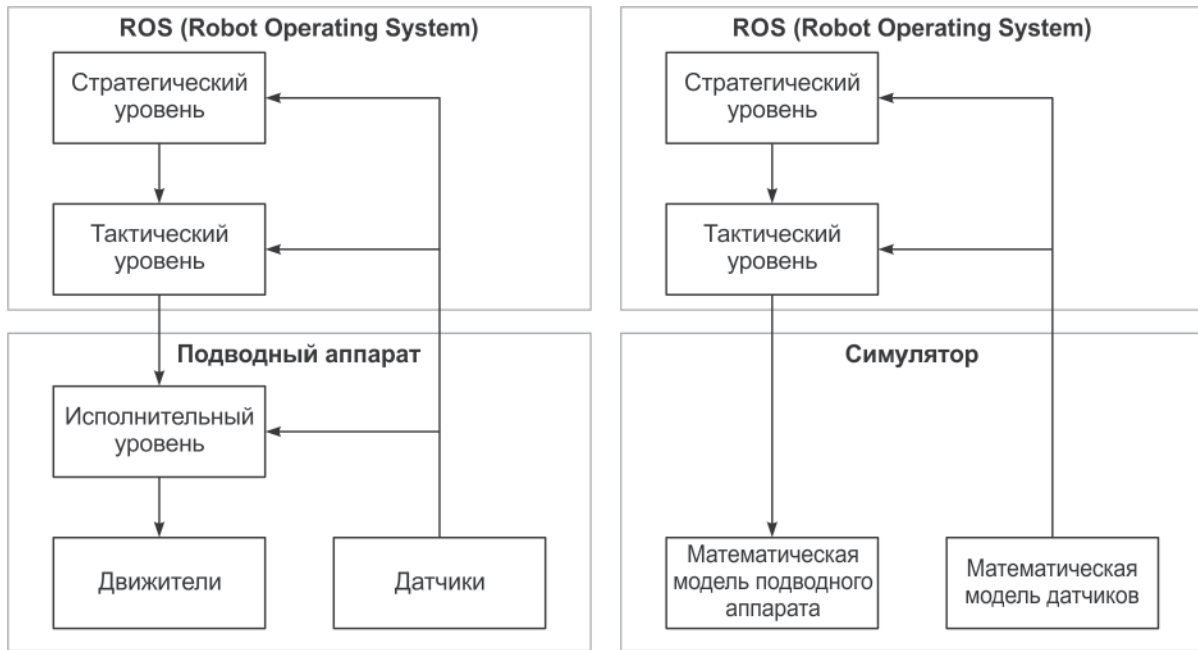 ROS (Robot Operating System)
Стратегический
уровень
Тактический
уровень
Подводный аппарат
Исполнительный
уровень
Движители
Датчики
ROS (Robot Operating System)
Стратегический
уровень
Тактический
уровень
Симулятор
Математическая
модель подводного
аппарата
Математическая
модель датчиков